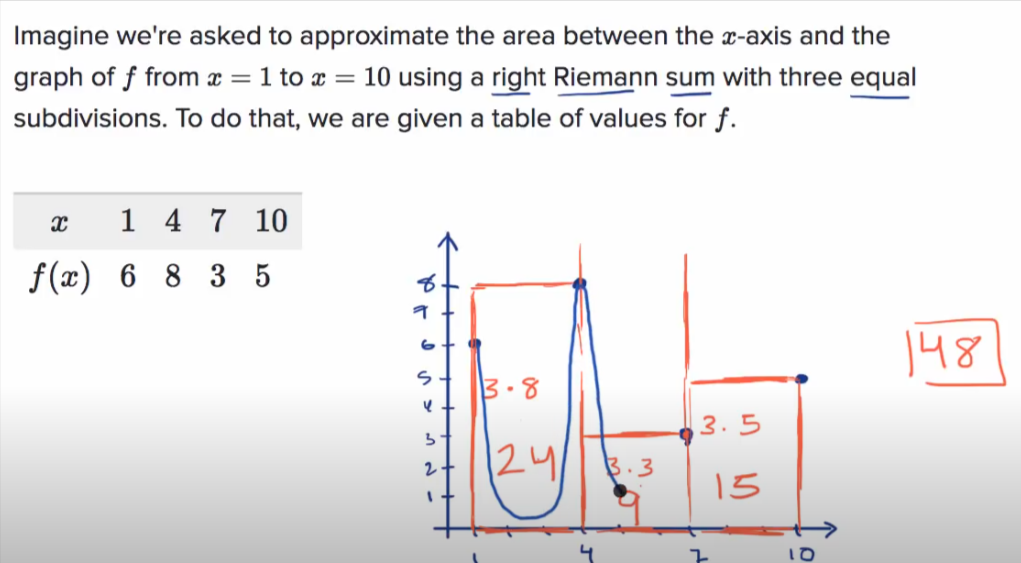 Imagine we're asked to approximate the area between the x-axis and the
graph of f from x = 1 to x = 10 using a right Riemann sum with three equal
subdivisions. To do that, we are given a table of values for f.
x 1 4 7 10
f(x) 6 8 3 5
8
7
6
5
4
3
2
1
3·8
24
3·3
9
3·5
15
48
1 4 7 10